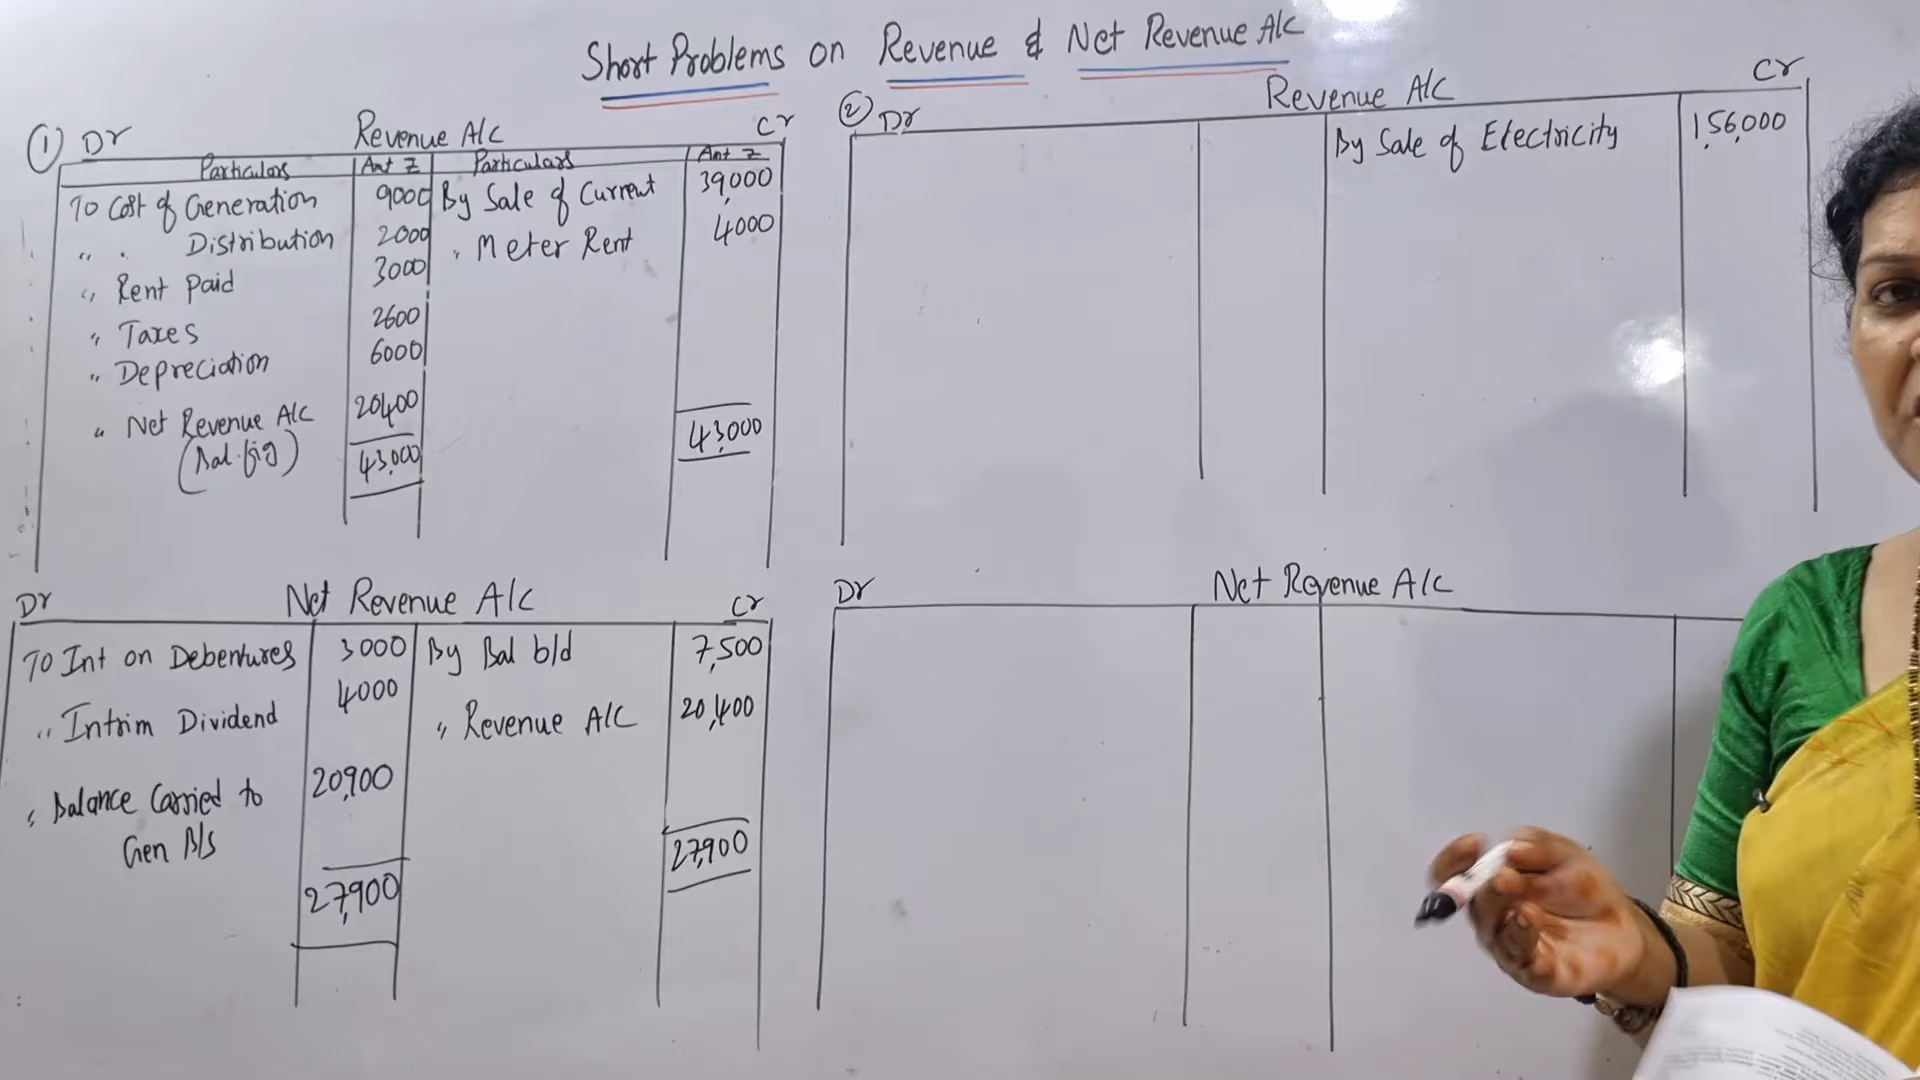 Short Problems on Revenue & Net Revenue A/c
① Dr Revenue A/c Cr
Particulars Amt ₹ Particulars Amt ₹
To Cost of Generation 9000 By Sale of Current 39,000
" " Distribution 2000 " Meter Rent 4000
" Rent Paid 3000
" Taxes 2600
" Depreciation 6000
" Net Revenue A/c 20,400
(Bal.fig) 43,000 43,000
Dr Net Revenue A/c Cr
To Int on Debentures 3000 By Bal b/d 7,500
" Intrim Dividend 4000 " Revenue A/c 20,400
" Balance Carried to 20,900
Gen B/s
27,900 27,900
② Dr Revenue A/c Cr
By Sale of Electricity 1,56,000
Dr Net Revenue A/c